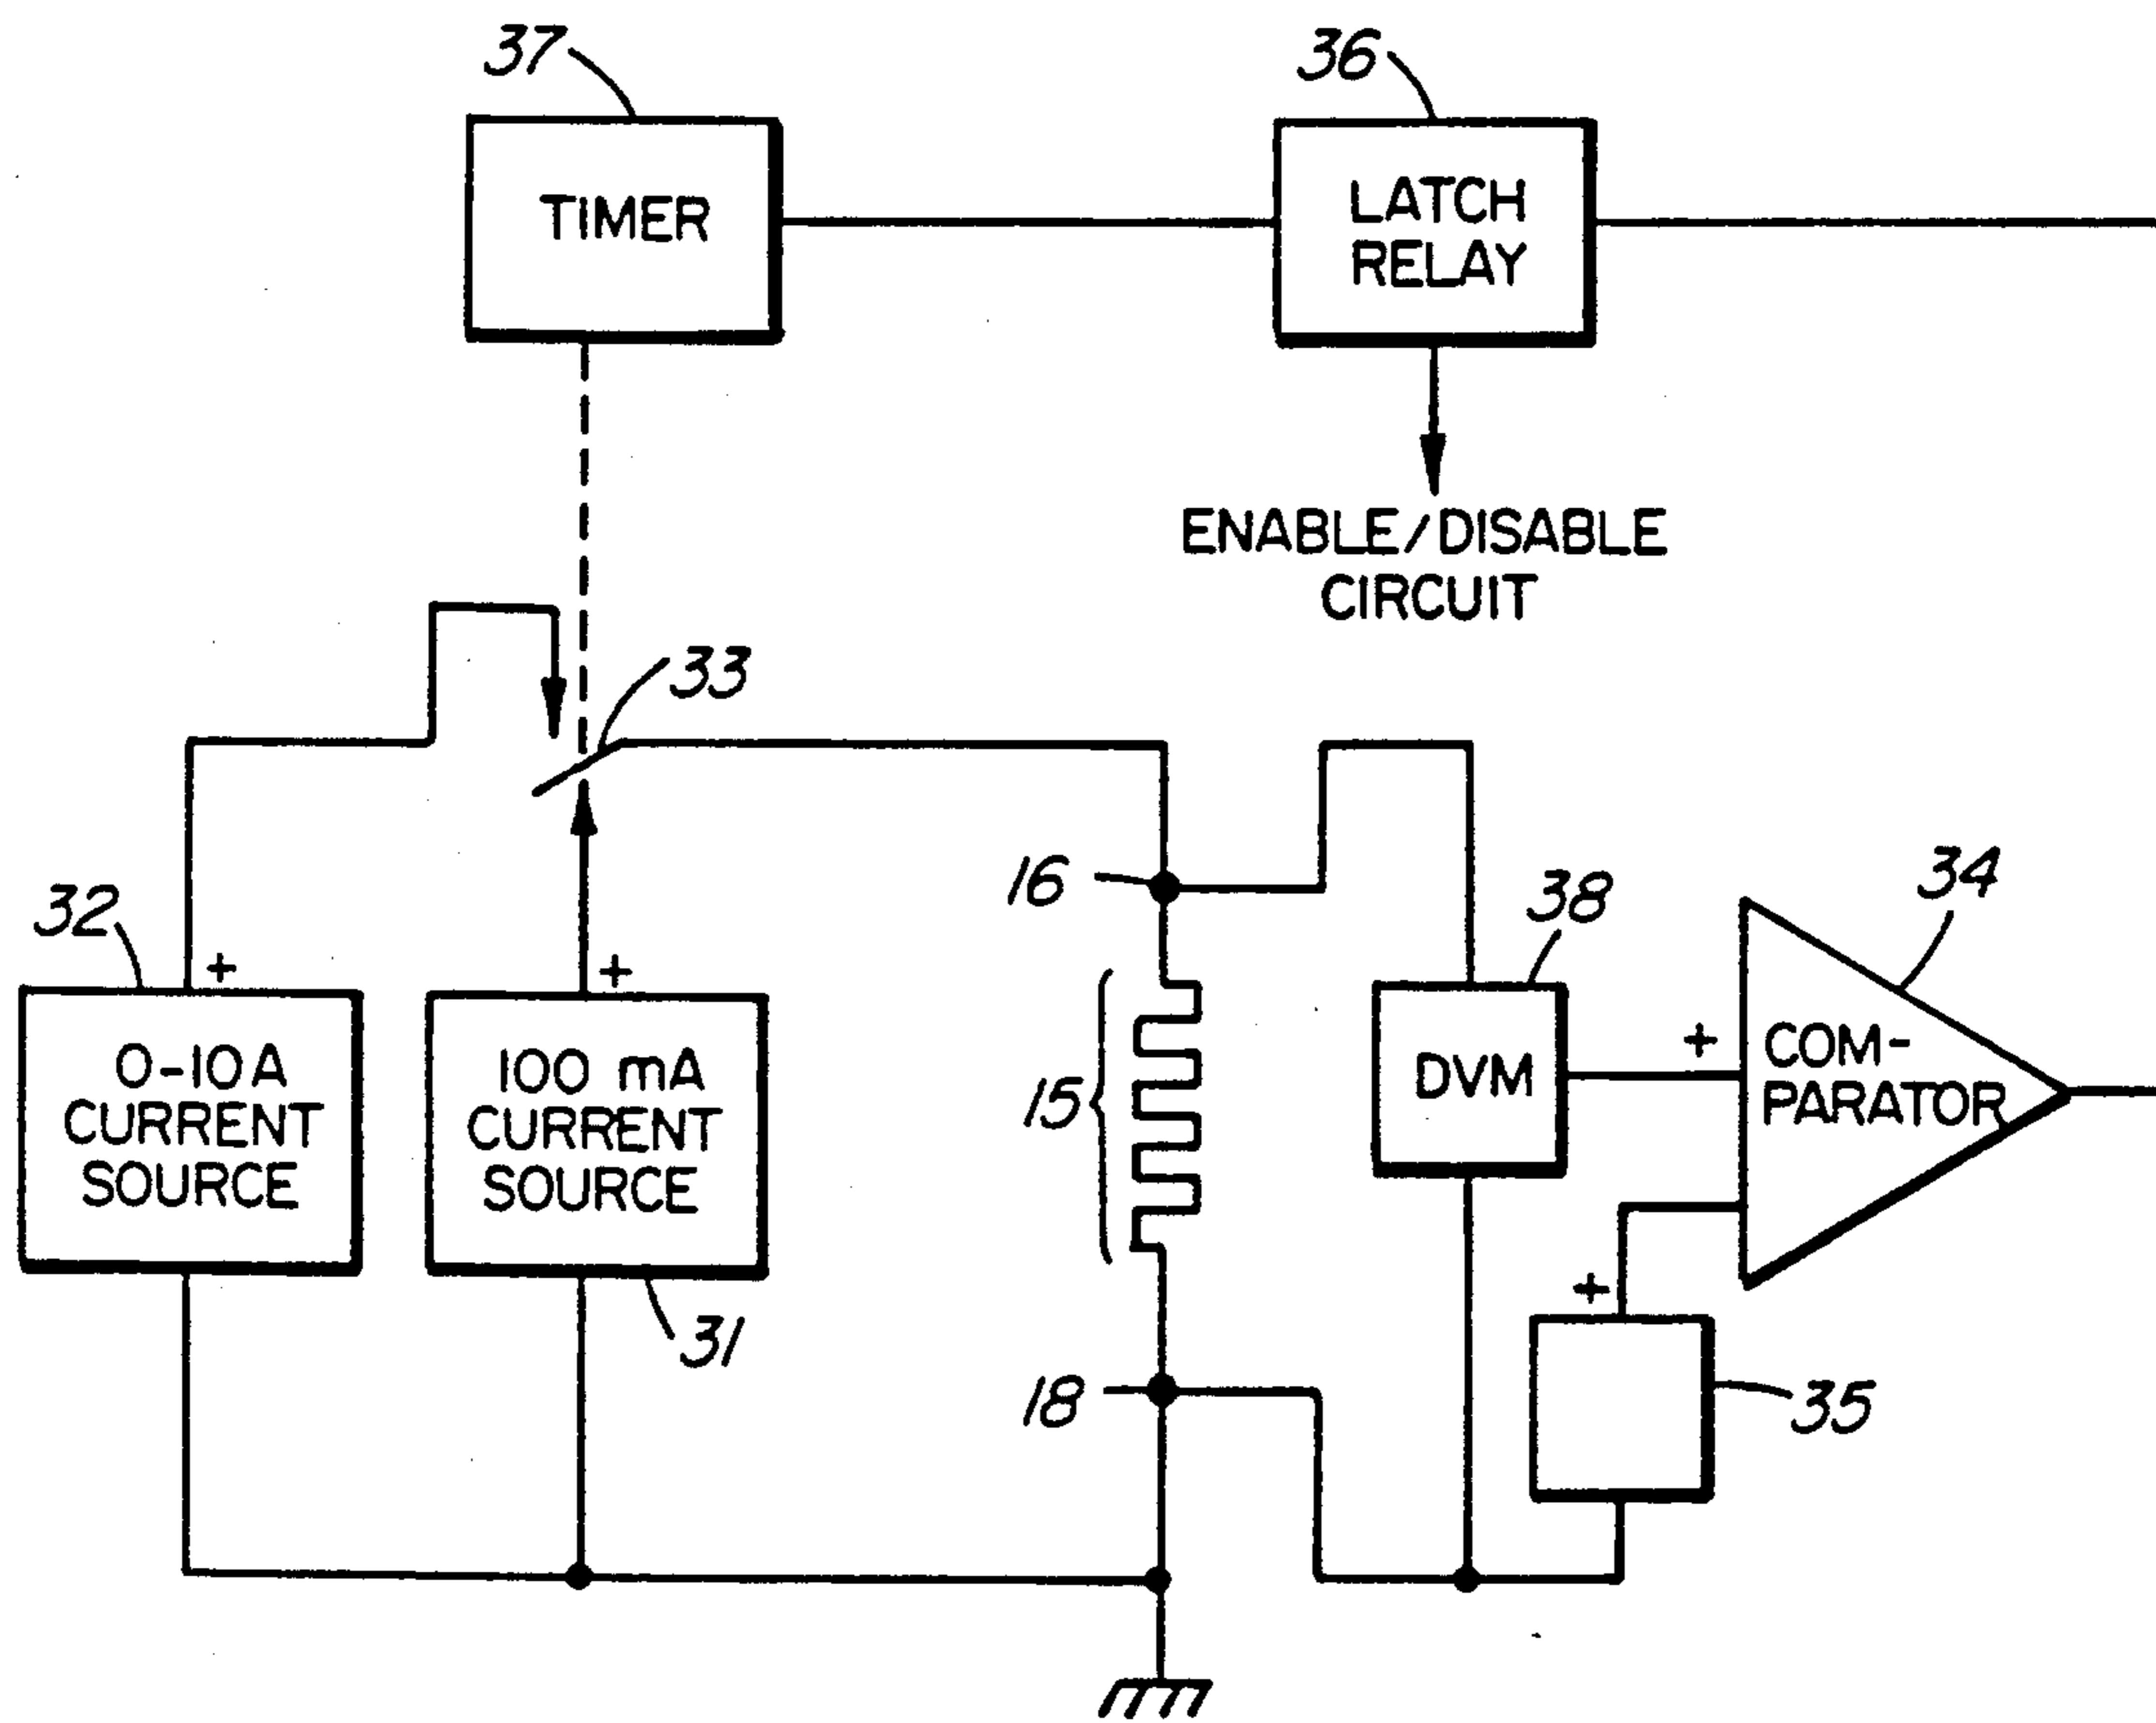 37
36
TIMER
LATCH
RELAY
ENABLE/DISABLE
CIRCUIT
33
16
32
38
34
+
+
0-10A
CURRENT
SOURCE
100 mA
CURRENT
SOURCE
15
DVM
+
COM-
PARATOR
31
+
18
35